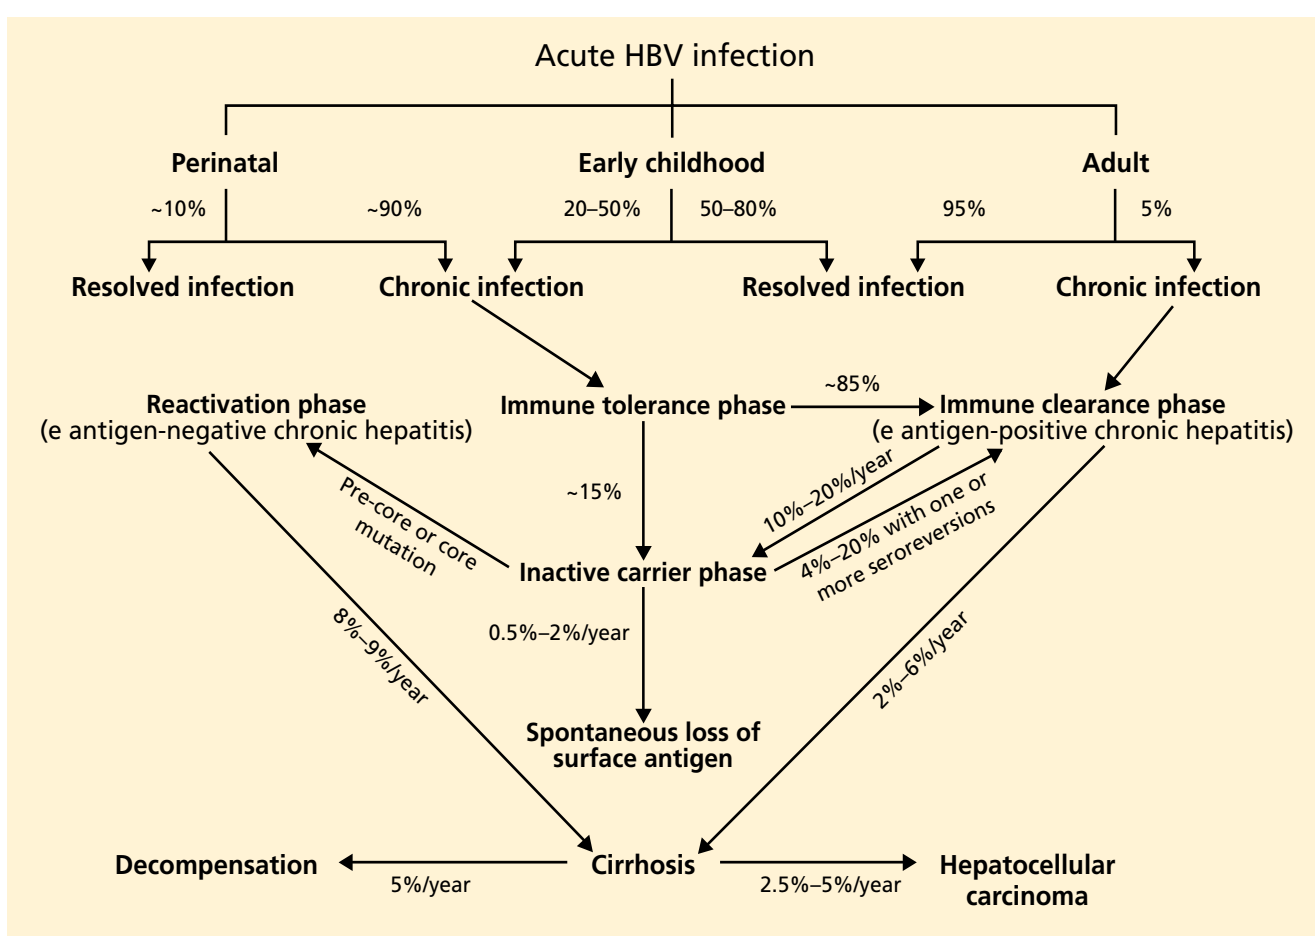 Acute HBV infection
Perinatal
Early childhood
Adult
~10%
~90%
20–50%
50–80%
95%
5%
Resolved infection
Chronic infection
Resolved infection
Chronic infection
Reactivation phase
(e antigen-negative chronic hepatitis)
Immune tolerance phase
~85%
Immune clearance phase
(e antigen-positive chronic hepatitis)
Pre-core or core
mutation
~15%
10%–20%/year
4%–20% with one or
more seroreversions
Inactive carrier phase
8%–9%/year
0.5%–2%/year
2%–6%/year
Spontaneous loss of
surface antigen
Decompensation
5%/year
Cirrhosis
2.5%–5%/year
Hepatocellular
carcinoma